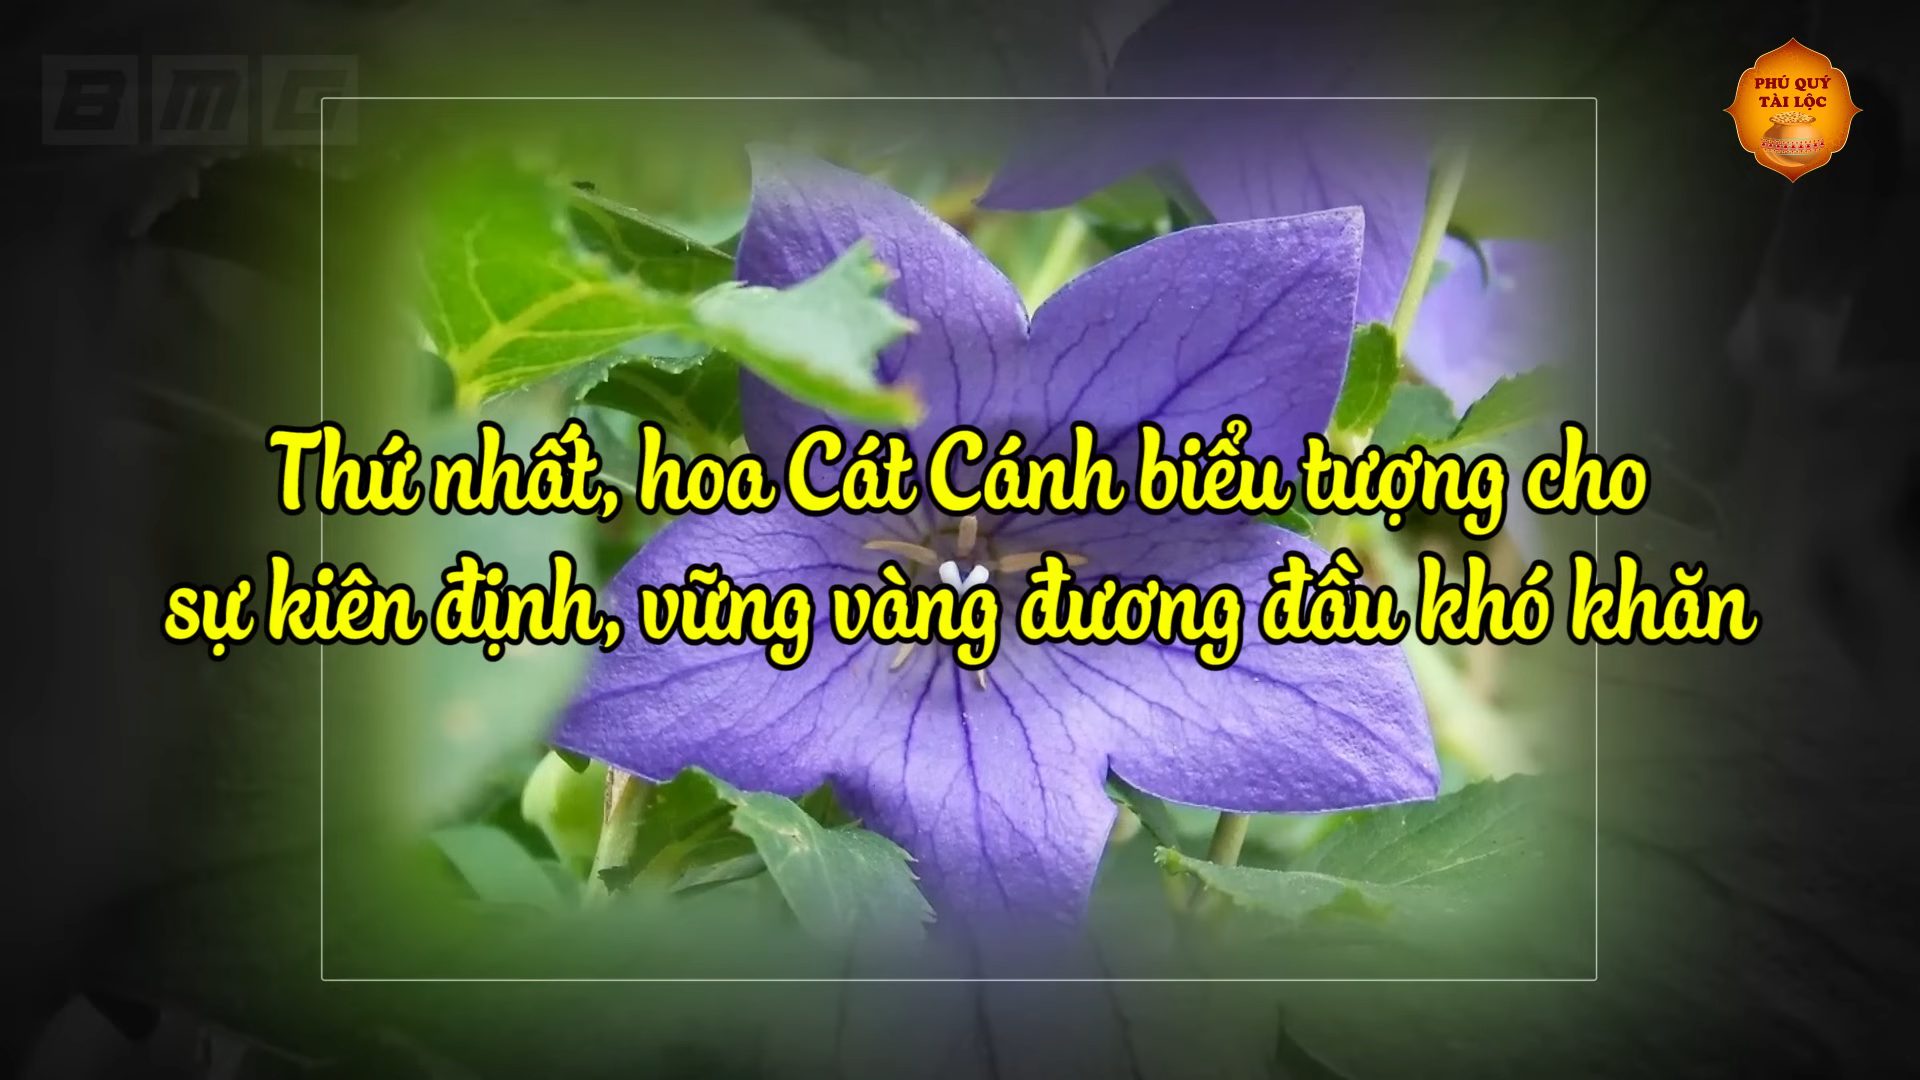 BMG
PHÚ QUÝ
TÀI LỘC
Thứ nhất, hoa Cát Cánh biểu tượng cho
sự kiên định, vững vàng đương đầu khó khăn